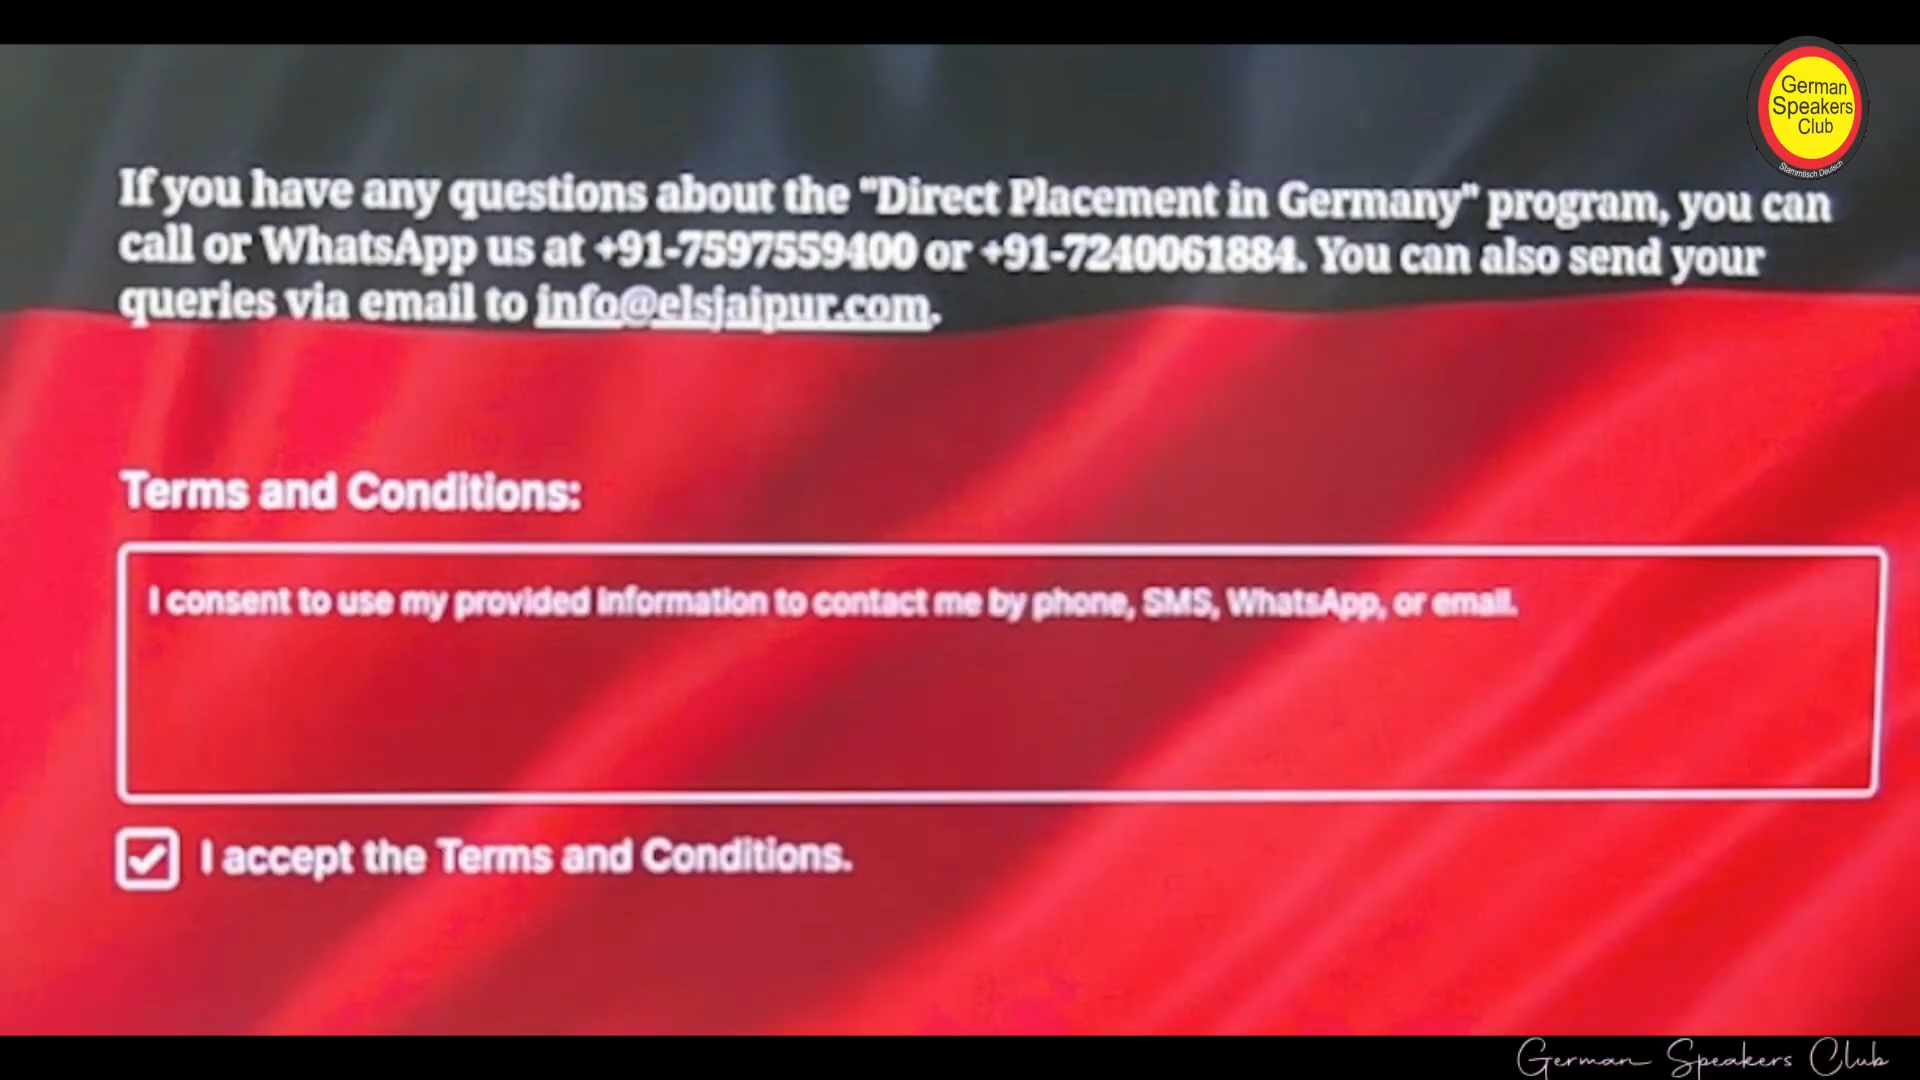 German
Speakers
Club
Stammtisch Deutsch
If you have any questions about the "Direct Placement in Germany" program, you can
call or WhatsApp us at +91-7597559400 or +91-7240061884. You can also send your
queries via email to info@elsjaipur.com.
Terms and Conditions:
I consent to use my provided information to contact me by phone, SMS, WhatsApp, or email.
I accept the Terms and Conditions.
German Speakers Club